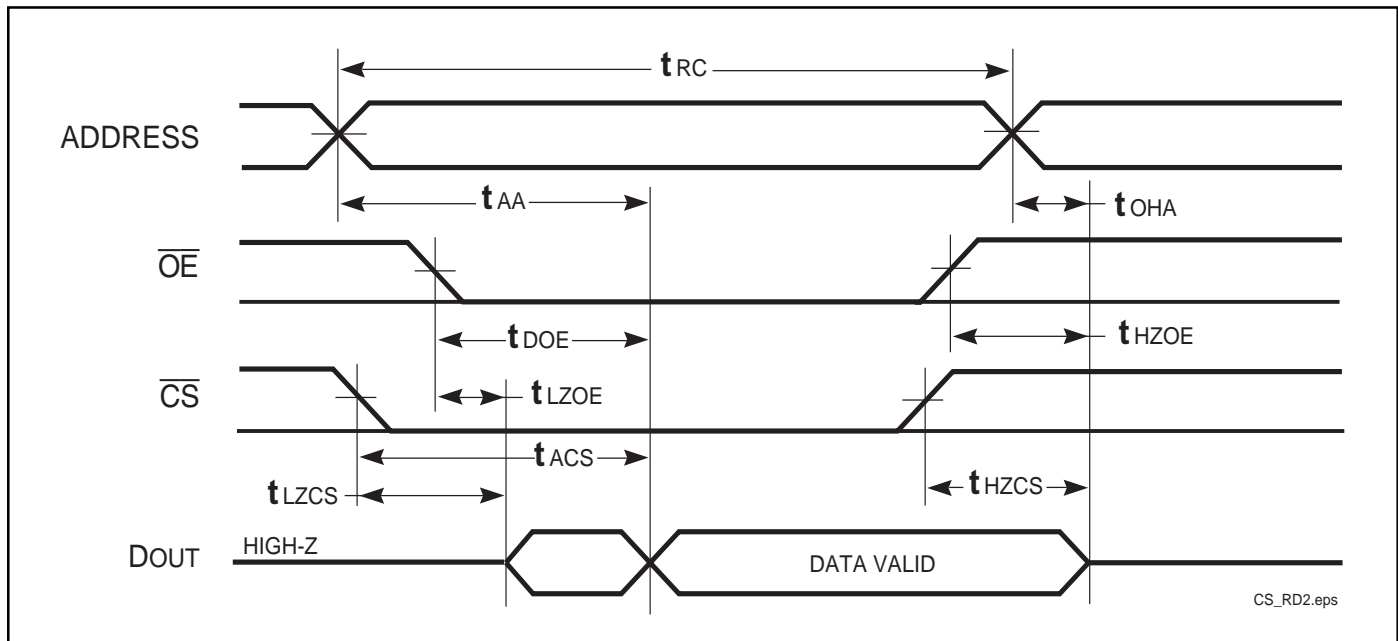 tRC
ADDRESS
tAA
tOHA
OE
tDOE
tHZOE
CS
tLZOE
tACS
tLZCS
tHZCS
DOUT
HIGH-Z
DATA VALID
CS_RD2.eps